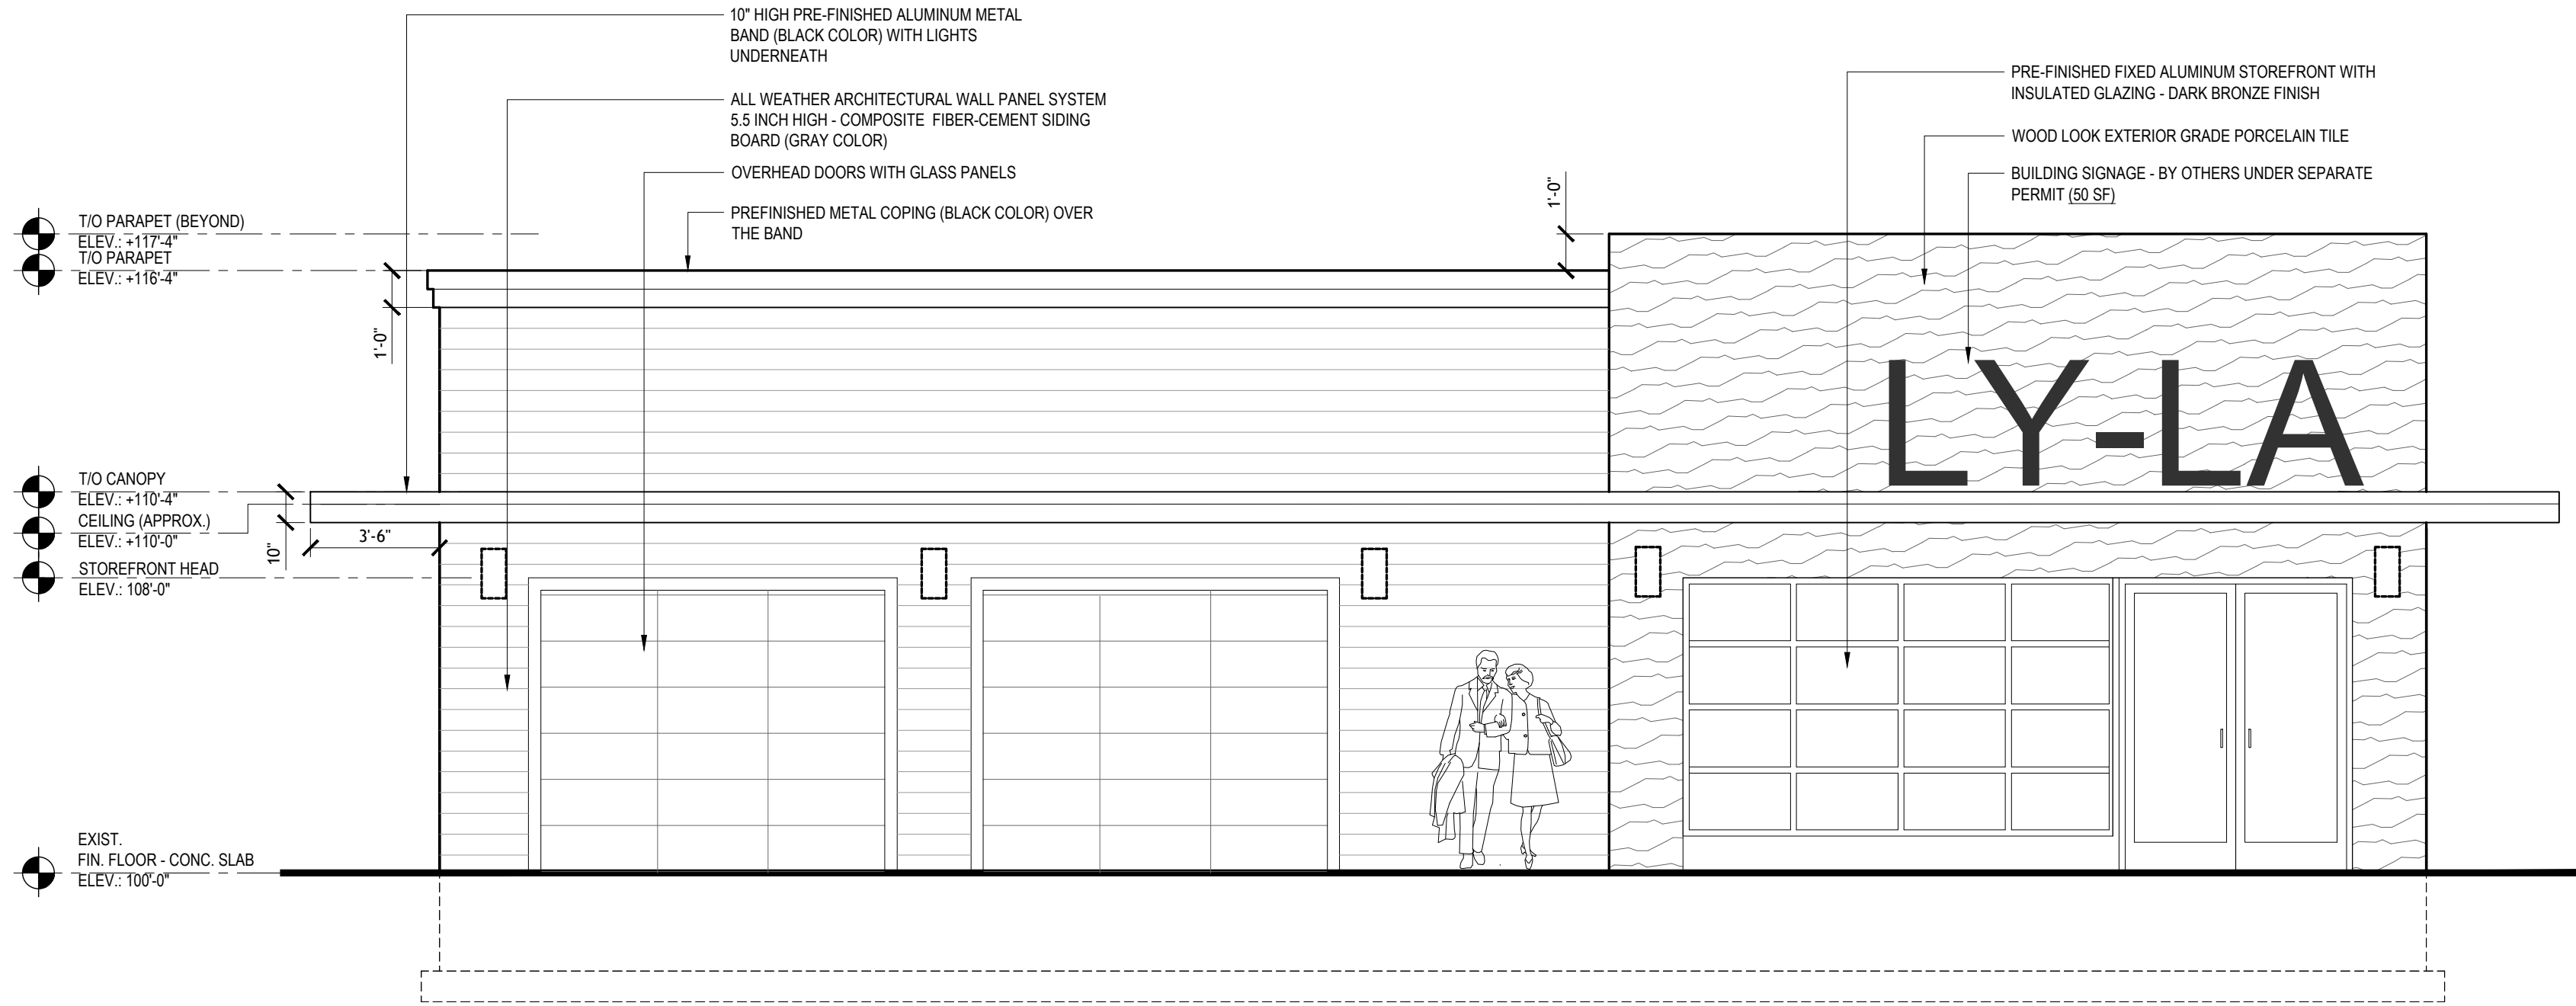 10" HIGH PRE-FINISHED ALUMINUM METAL
BAND (BLACK COLOR) WITH LIGHTS
UNDERNEATH
ALL WEATHER ARCHITECTURAL WALL PANEL SYSTEM
5.5 INCH HIGH - COMPOSITE FIBER-CEMENT SIDING
BOARD (GRAY COLOR)
OVERHEAD DOORS WITH GLASS PANELS
PREFINISHED METAL COPING (BLACK COLOR) OVER
THE BAND
PRE-FINISHED FIXED ALUMINUM STOREFRONT WITH
INSULATED GLAZING - DARK BRONZE FINISH
WOOD LOOK EXTERIOR GRADE PORCELAIN TILE
BUILDING SIGNAGE - BY OTHERS UNDER SEPARATE
PERMIT (50 SF)
1'-0"
T/O PARAPET (BEYOND)
ELEV.: +117'-4"
T/O PARAPET
ELEV.: +116'-4"
1'-0"
LY-LA
T/O CANOPY
ELEV.: +110'-4"
CEILING (APPROX.)
ELEV.: +110'-0"
10"
3'-6"
STOREFRONT HEAD
ELEV.: 108'-0"
EXIST.
FIN. FLOOR - CONC. SLAB
ELEV.: 100'-0"